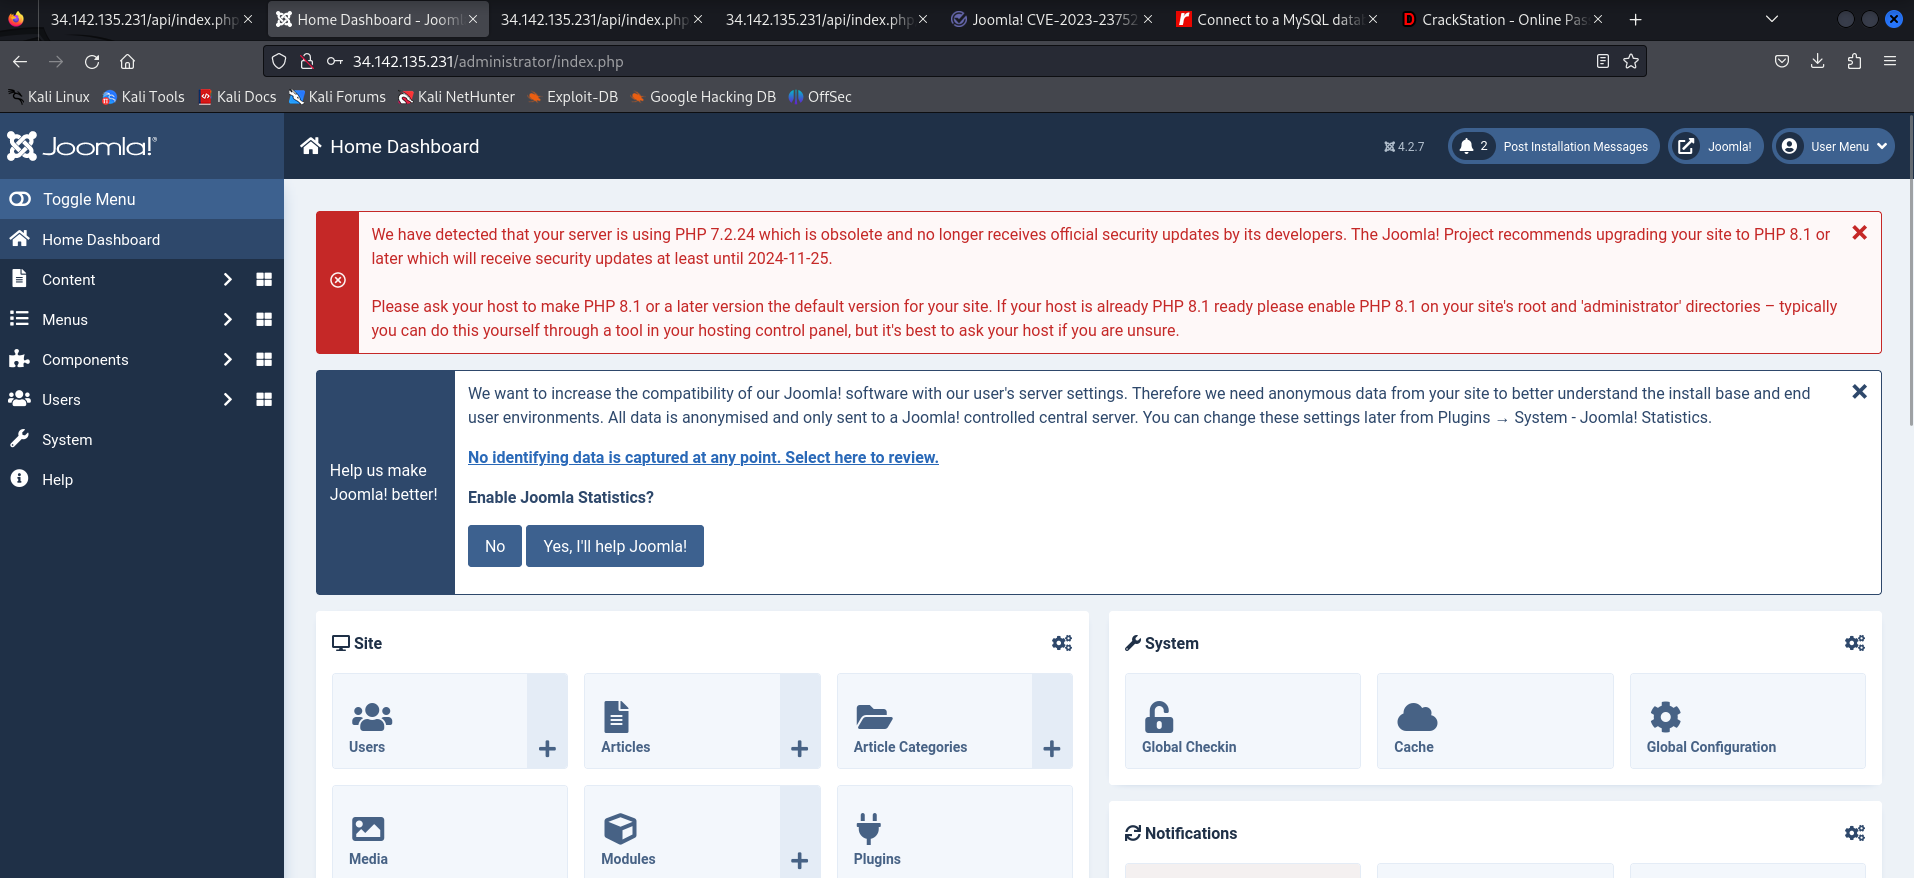 34.142.135.231/api/index.php
Home Dashboard - Jooml
34.142.135.231/api/index.php
34.142.135.231/api/index.php
Joomla! CVE-2023-23752
Connect to a MySQL data
CrackStation - Online Pas
34.142.135.231/administrator/index.php
Kali Linux
Kali Tools
Kali Docs
Kali Forums
Kali NetHunter
Exploit-DB
Google Hacking DB
OffSec
Joomla!®
Home Dashboard
4.2.7
2
Post Installation Messages
Joomla!
User Menu
Toggle Menu
Home Dashboard
Content
Menus
Components
Users
System
Help
We have detected that your server is using PHP 7.2.24 which is obsolete and no longer receives official security updates by its developers. The Joomla! Project recommends upgrading your site to PHP 8.1 or
later which will receive security updates at least until 2024-11-25.
Please ask your host to make PHP 8.1 or a later version the default version for your site. If your host is already PHP 8.1 ready please enable PHP 8.1 on your site's root and 'administrator' directories – typically
you can do this yourself through a tool in your hosting control panel, but it's best to ask your host if you are unsure.
Help us make
Joomla! better!
We want to increase the compatibility of our Joomla! software with our user's server settings. Therefore we need anonymous data from your site to better understand the install base and end
user environments. All data is anonymised and only sent to a Joomla! controlled central server. You can change these settings later from Plugins → System - Joomla! Statistics.
No identifying data is captured at any point. Select here to review.
Enable Joomla Statistics?
No
Yes, I'll help Joomla!
Site
Users
Articles
Article Categories
Media
Modules
Plugins
System
Global Checkin
Cache
Global Configuration
Notifications